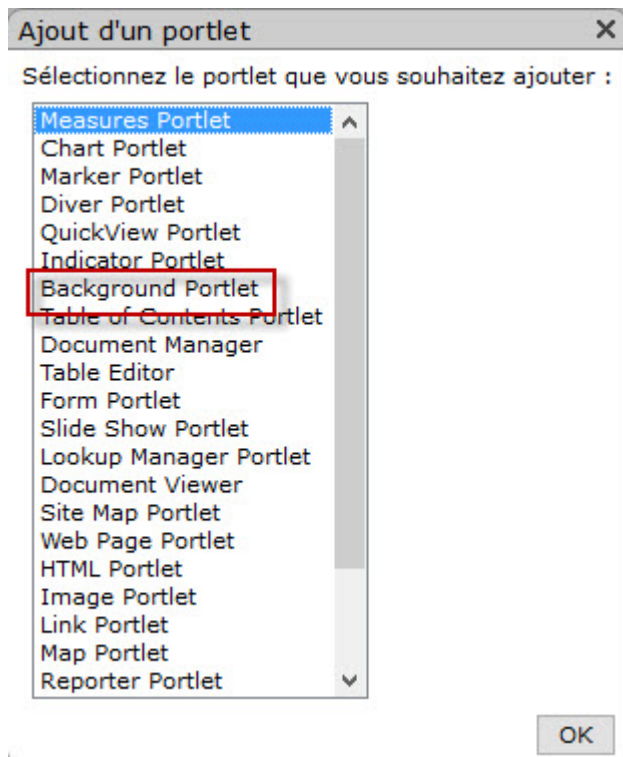 Ajout d'un portlet
Sélectionnez le portlet que vous souhaitez ajouter :
Measures Portlet
Chart Portlet
Marker Portlet
Diver Portlet
QuickView Portlet
Indicator Portlet
Background Portlet
Table of Contents Portlet
Document Manager
Table Editor
Form Portlet
Slide Show Portlet
Lookup Manager Portlet
Document Viewer
Site Map Portlet
Web Page Portlet
HTML Portlet
Image Portlet
Link Portlet
Map Portlet
Reporter Portlet
OK